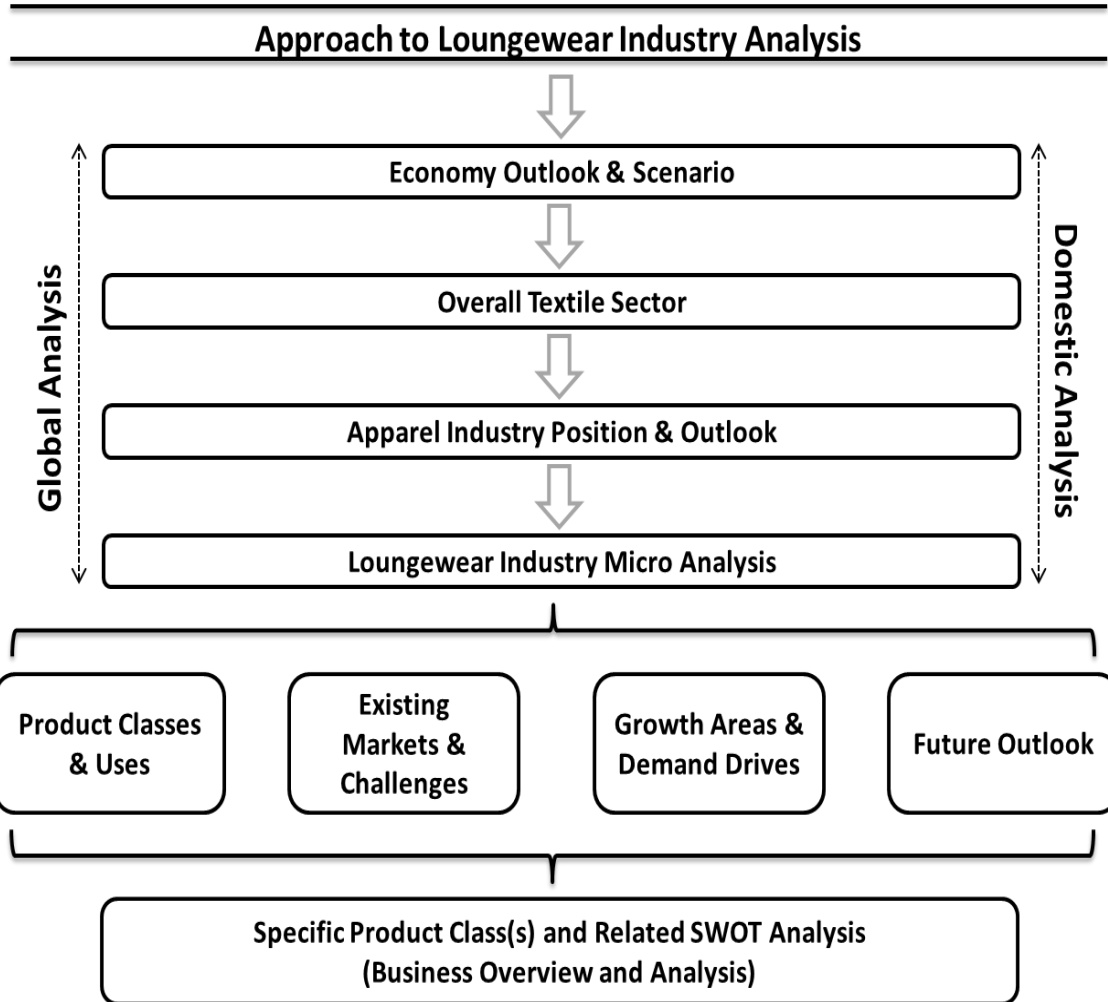 Approach to Loungewear Industry Analysis
Economy Outlook & Scenario
Global Analysis
Domestic Analysis
Overall Textile Sector
Apparel Industry Position & Outlook
Loungewear Industry Micro Analysis
Product Classes
& Uses
Existing
Markets &
Challenges
Growth Areas &
Demand Drives
Future Outlook
Specific Product Class(s) and Related SWOT Analysis
(Business Overview and Analysis)